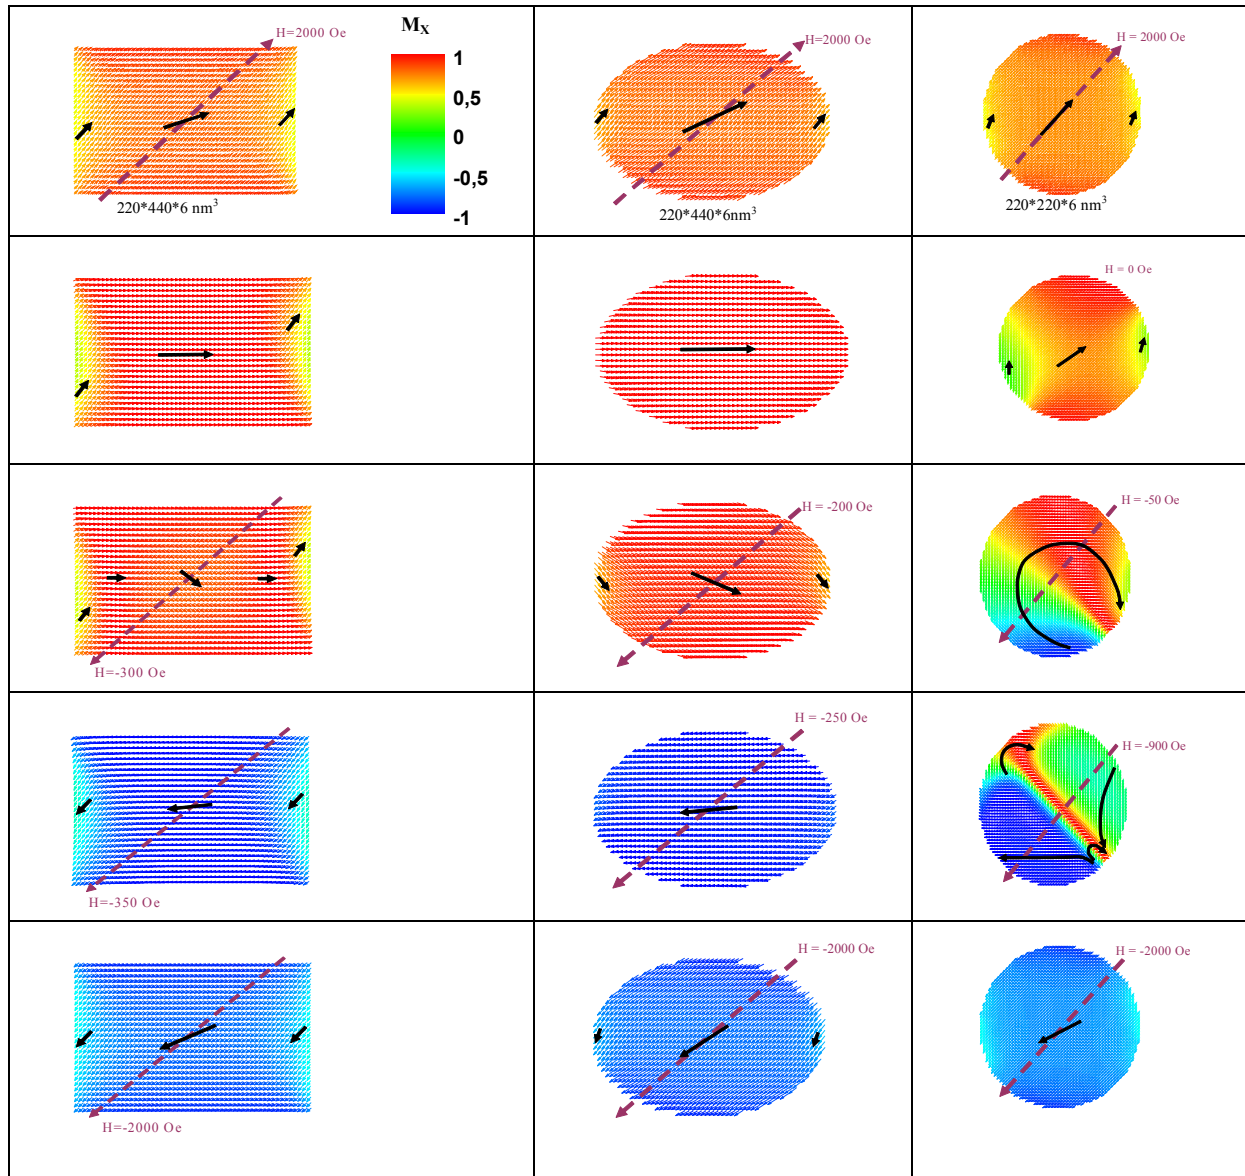 H=2000 Oe
M_X
1
0,5
0
-0,5
-1
220*440*6 nm³
H=2000 Oe
220*440*6nm³
H = 2000 Oe
220*220*6 nm³
H = 0 Oe
H=-300 Oe
H = -200 Oe
H = -50 Oe
H=-350 Oe
H = -250 Oe
H = -900 Oe
H=-2000 Oe
H = -2000 Oe
H = -2000 Oe